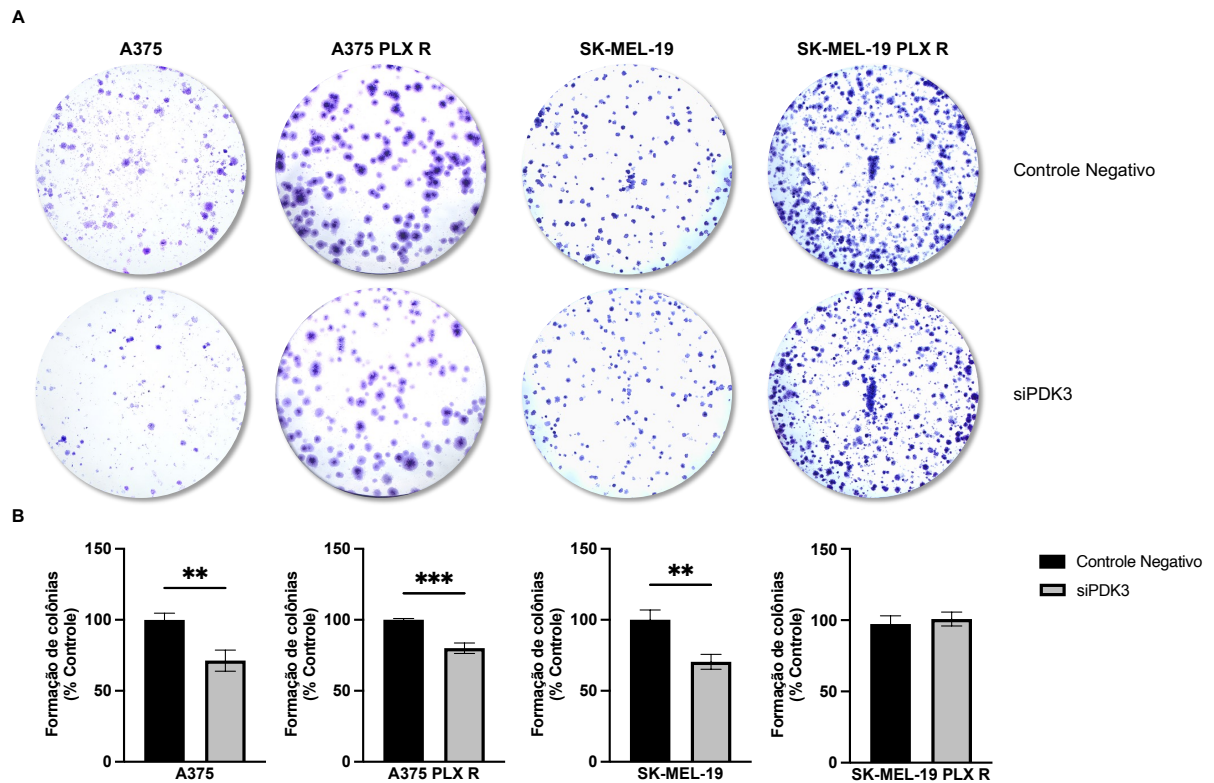 A
A375
A375 PLX R
SK-MEL-19
SK-MEL-19 PLX R
Controle Negativo
siPDK3
B
Formação de colônias
(% Controle)
150
100
50
0
**
A375
Formação de colônias
(% Controle)
150
100
50
0
***
A375 PLX R
Formação de colônias
(% Controle)
150
100
50
0
**
SK-MEL-19
Formação de colônias
(% Controle)
150
100
50
0
SK-MEL-19 PLX R
Controle Negativo
siPDK3